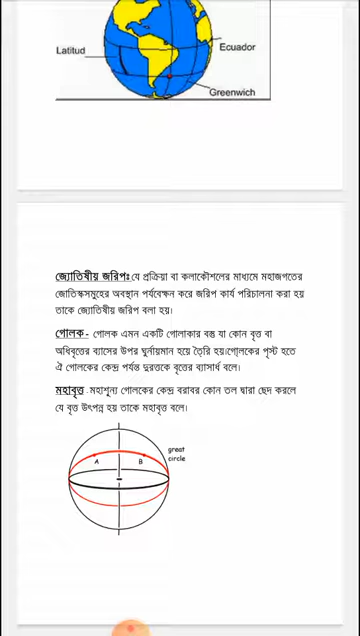 Latitud
Ecuador
Greenwich
জ্যোতিষীয় জরিপঃ যে প্রক্রিয়া বা কলাকৌশলের মাধ্যমে মহাজগতের
জোতিস্কসমুহের অবস্থান পর্যবেক্ষন করে জরিপ কার্য পরিচালনা করা হয়
তাকে জ্যোতিষীয় জরিপ বলা হয়।
গোলক- গোলক এমন একটি গোলাকার বস্তু যা কোন বৃত্ত বা
অধিবৃত্তের ব্যাসের উপর ঘুর্নায়মান হয়ে তৈরি হয়।গোলকের পৃস্ট হতে
ঐ গোলকের কেন্দ্র পর্যন্ত দুরত্তকে বৃত্তের ব্যাসার্ধ বলে।
মহাবৃত্ত -মহাশূন্য গোলকের কেন্দ্র বরাবর কোন তল দ্বারা ছেদ করলে
যে বৃত্ত উৎপন্ন হয় তাকে মহাবৃত্ত বলে।
great
circle
A
B